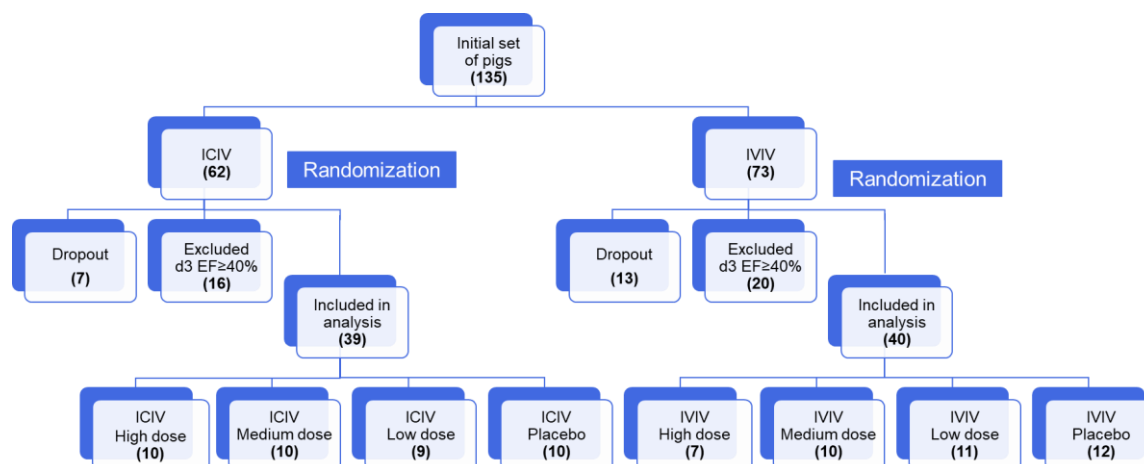 Initial set
of pigs
(135)
ICIV
(62)
Randomization
IVIV
(73)
Randomization
Dropout
(7)
Excluded
d3 EF≥40%
(16)
Included in
analysis
(39)
Dropout
(13)
Excluded
d3 EF≥40%
(20)
Included in
analysis
(40)
ICIV
High dose
(10)
ICIV
Medium dose
(10)
ICIV
Low dose
(9)
ICIV
Placebo
(10)
IVIV
High dose
(7)
IVIV
Medium dose
(10)
IVIV
Low dose
(11)
IVIV
Placebo
(12)